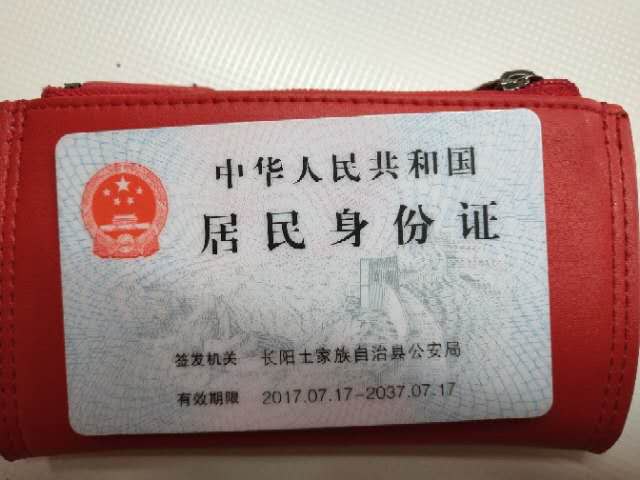 中华人民共和国
居民身份证
签发机关 长阳土家族自治县公安局
有效期限 2017.07.17-2037.07.17